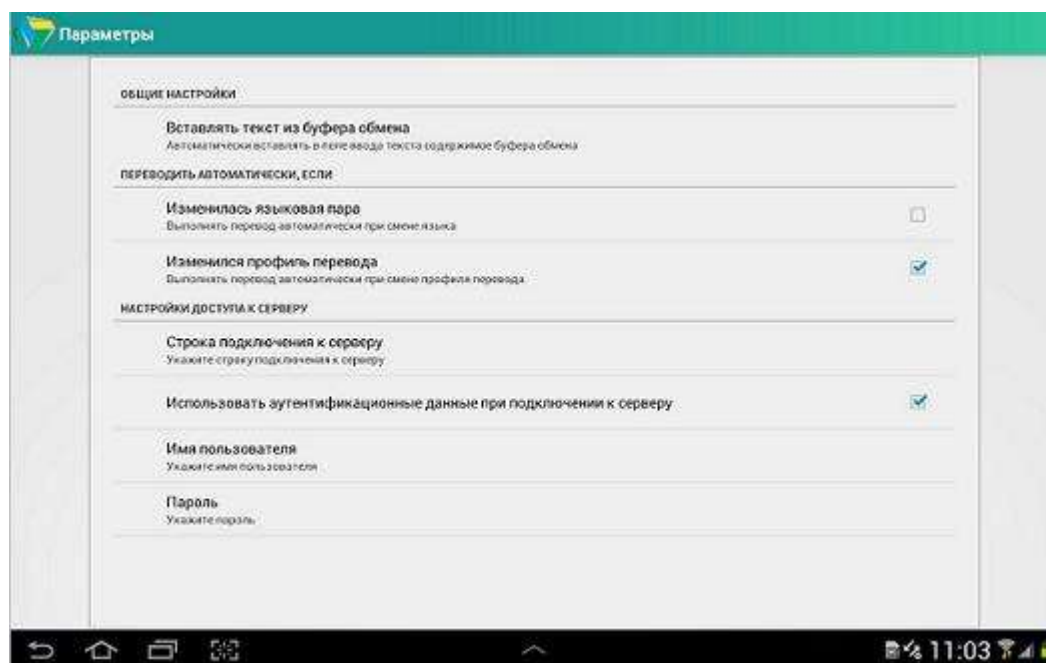 Параметры
ОБЩИЕ НАСТРОЙКИ
Вставлять текст из буфера обмена
Автоматически вставлять в поле ввода текста содержимое буфера обмена
ПЕРЕВОДИТЬ АВТОМАТИЧЕСКИ, ЕСЛИ
Изменилась языковая пара
Выполнять перевод автоматически при смене языка
Изменился профиль перевода
Выполнять перевод автоматически при смене профиля перевода
НАСТРОЙКИ ДОСТУПА К СЕРВЕРУ
Строка подключения к серверу
Укажите строку подключения к серверу
Использовать аутентификационные данные при подключении к серверу
Имя пользователя
Укажите имя пользователя
Пароль
Укажите пароль
11:03